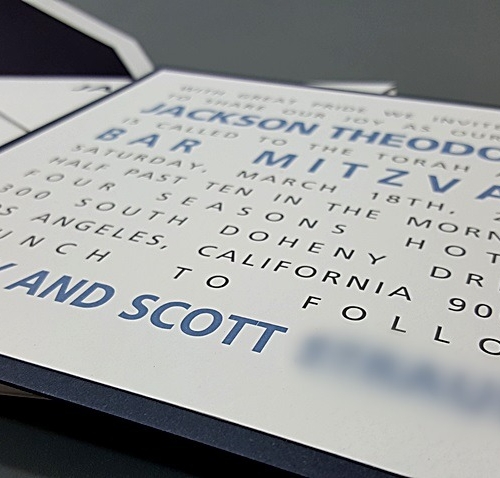 WITH GREAT PRIDE WE INVITE
TO SHARE OUR JOY AS OUR
JACKSON THEODO
IS CALLED TO THE TORAH
BAR MITZVA
SATURDAY, MARCH 18TH,
HALF PAST TEN IN THE MORN
FOUR SEASONS HOT
300 SOUTH DOHENY DR
OS ANGELES, CALIFORNIA 90
UNCH TO FOLLO
AND SCOTT